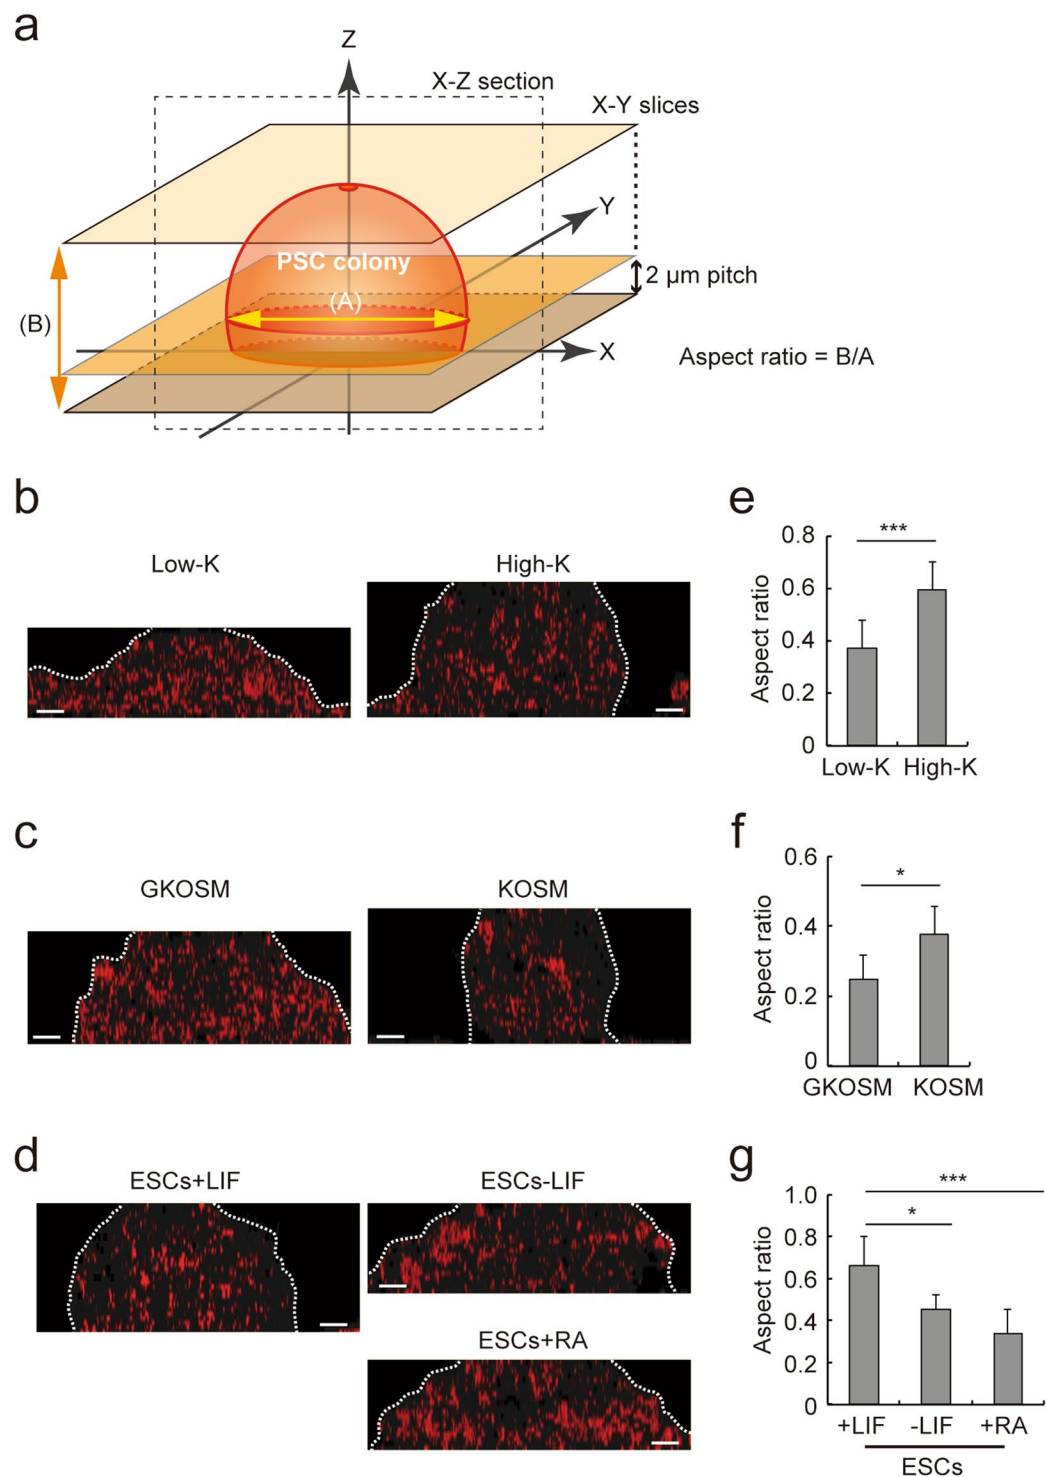 a
Z
X-Z section
X-Y slices
Y
PSC colony
(A)
2 µm pitch
(B)
X
Aspect ratio = B/A
b
Low-K
High-K
e
0.8
***
0.6
0.4
0.2
0
Aspect ratio
Low-K
High-K
c
GKOSM
KOSM
f
0.6
*
0.4
0.2
0
Aspect ratio
GKOSM
KOSM
d
ESCs+LIF
ESCs-LIF
ESCs+RA
g
1.0
***
0.8
*
0.6
0.4
0.2
0
Aspect ratio
+LIF
-LIF
+RA
ESCs